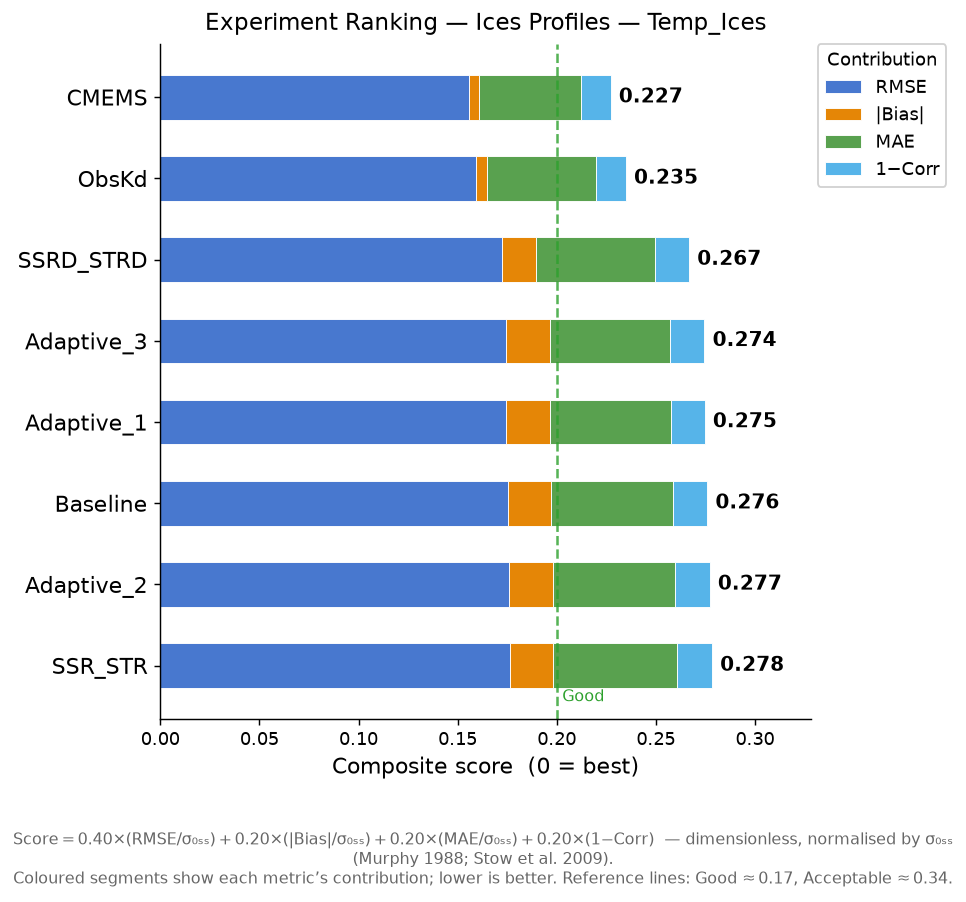 Experiment Ranking — Ices Profiles — Temp_Ices
Contribution
RMSE
|Bias|
MAE
1−Corr
CMEMS
0.227
ObsKd
0.235
SSRD_STRD
0.267
Adaptive_3
0.274
Adaptive_1
0.275
Baseline
0.276
Adaptive_2
0.277
SSR_STR
0.278
Good
0.00 0.05 0.10 0.15 0.20 0.25 0.30
Composite score (0 = best)
Score = 0.40×(RMSE/σ₀ₛₛ) + 0.20×(|Bias|/σ₀ₛₛ) + 0.20×(MAE/σ₀ₛₛ) + 0.20×(1−Corr) — dimensionless, normalised by σ₀ₛₛ
(Murphy 1988; Stow et al. 2009).
Coloured segments show each metric’s contribution; lower is better. Reference lines: Good ≈ 0.17, Acceptable ≈ 0.34.